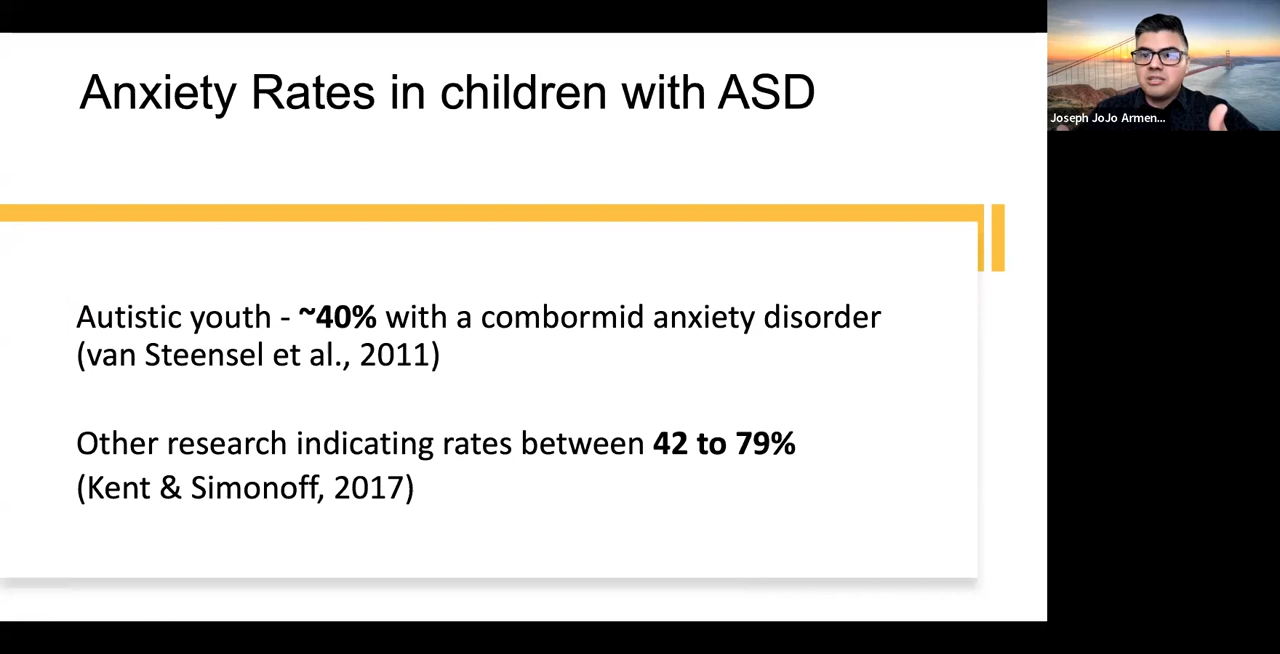 Anxiety Rates in children with ASD
Joseph JoJo Armen...
Autistic youth - ~40% with a combormid anxiety disorder
(van Steensel et al., 2011)
Other research indicating rates between 42 to 79%
(Kent & Simonoff, 2017)